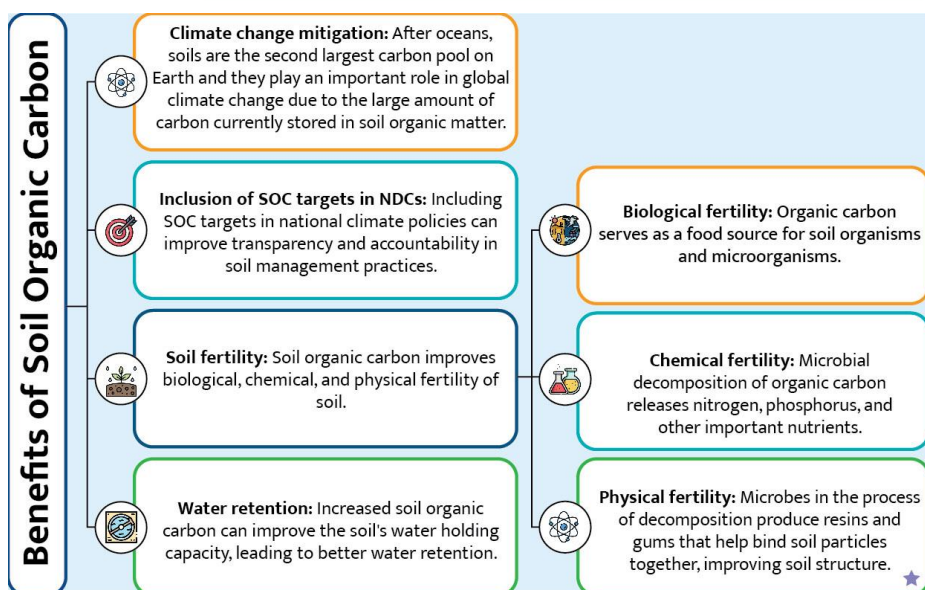 Benefits of Soil Organic Carbon
Climate change mitigation: After oceans,
soils are the second largest carbon pool on
Earth and they play an important role in global
climate change due to the large amount of
carbon currently stored in soil organic matter.
Inclusion of SOC targets in NDCs: Including
SOC targets in national climate policies can
improve transparency and accountability in
soil management practices.
Soil fertility: Soil organic carbon improves
biological, chemical, and physical fertility of
soil.
Water retention: Increased soil organic
carbon can improve the soil's water holding
capacity, leading to better water retention.
Biological fertility: Organic carbon
serves as a food source for soil organisms
and microorganisms.
Chemical fertility: Microbial
decomposition of organic carbon
releases nitrogen, phosphorus, and
other important nutrients.
Physical fertility: Microbes in the process
of decomposition produce resins and
gums that help bind soil particles
together, improving soil structure.